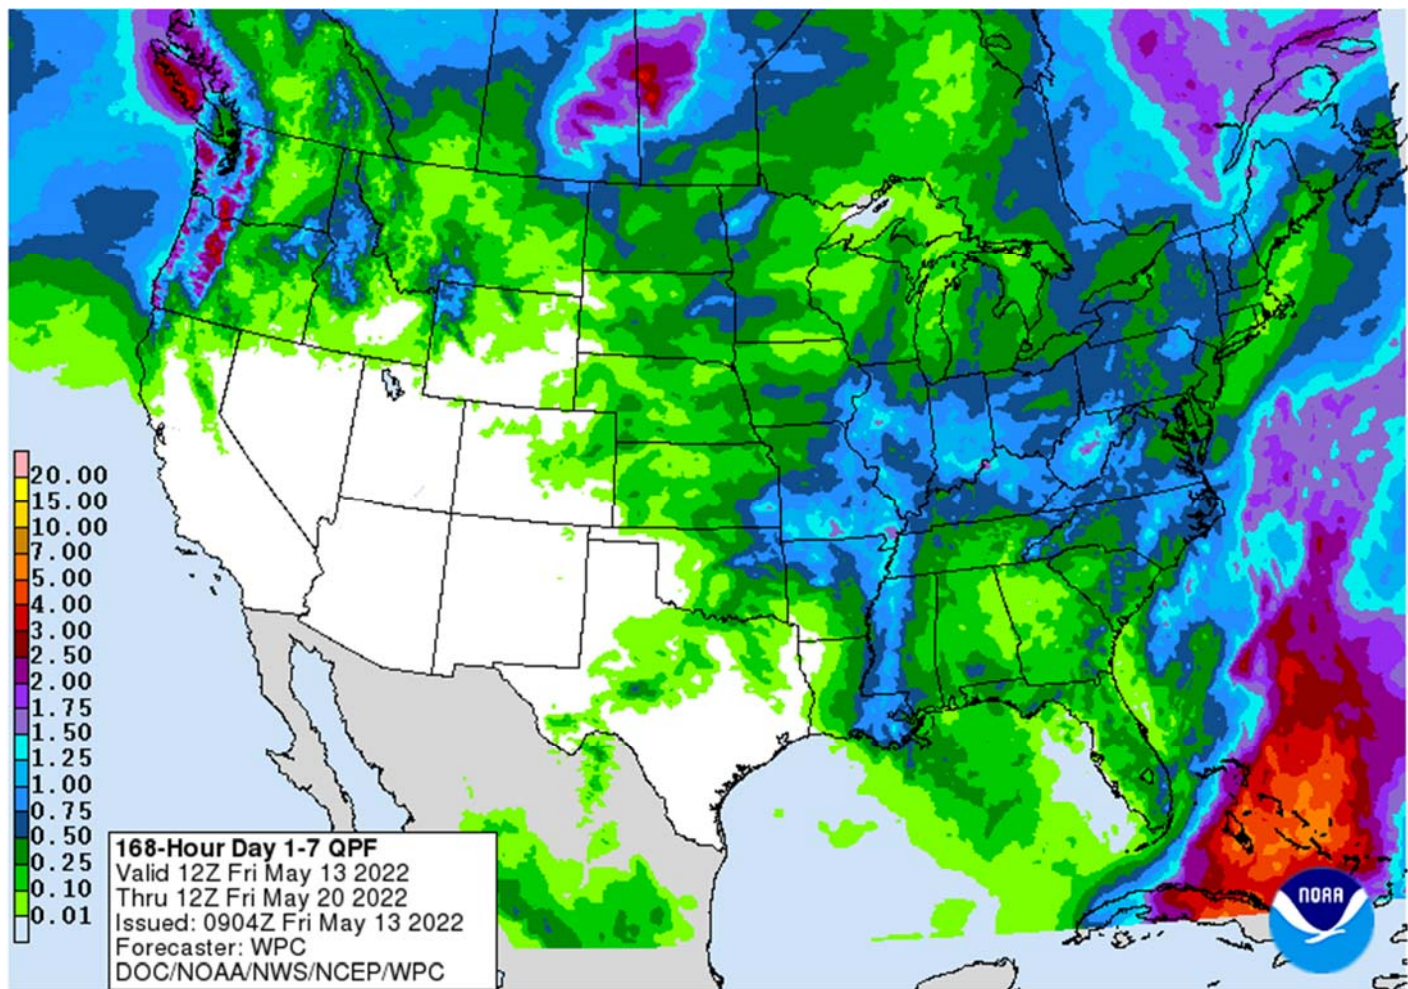 20.00
15.00
10.00
7.00
5.00
4.00
3.00
2.50
2.00
1.75
1.50
1.25
1.00
0.75
0.50
0.25
0.10
0.01
168-Hour Day 1-7 QPF
Valid 12Z Fri May 13 2022
Thru 12Z Fri May 20 2022
Issued: 0904Z Fri May 13 2022
Forecaster: WPC
DOC/NOAA/NWS/NCEP/WPC
NOAA